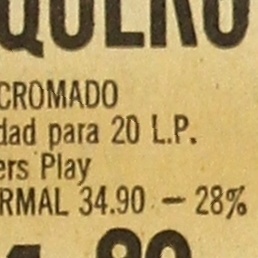 QUERO
CROMADO
dad para 20 L.P.
ers Play
RMAL 34.90 — 28%